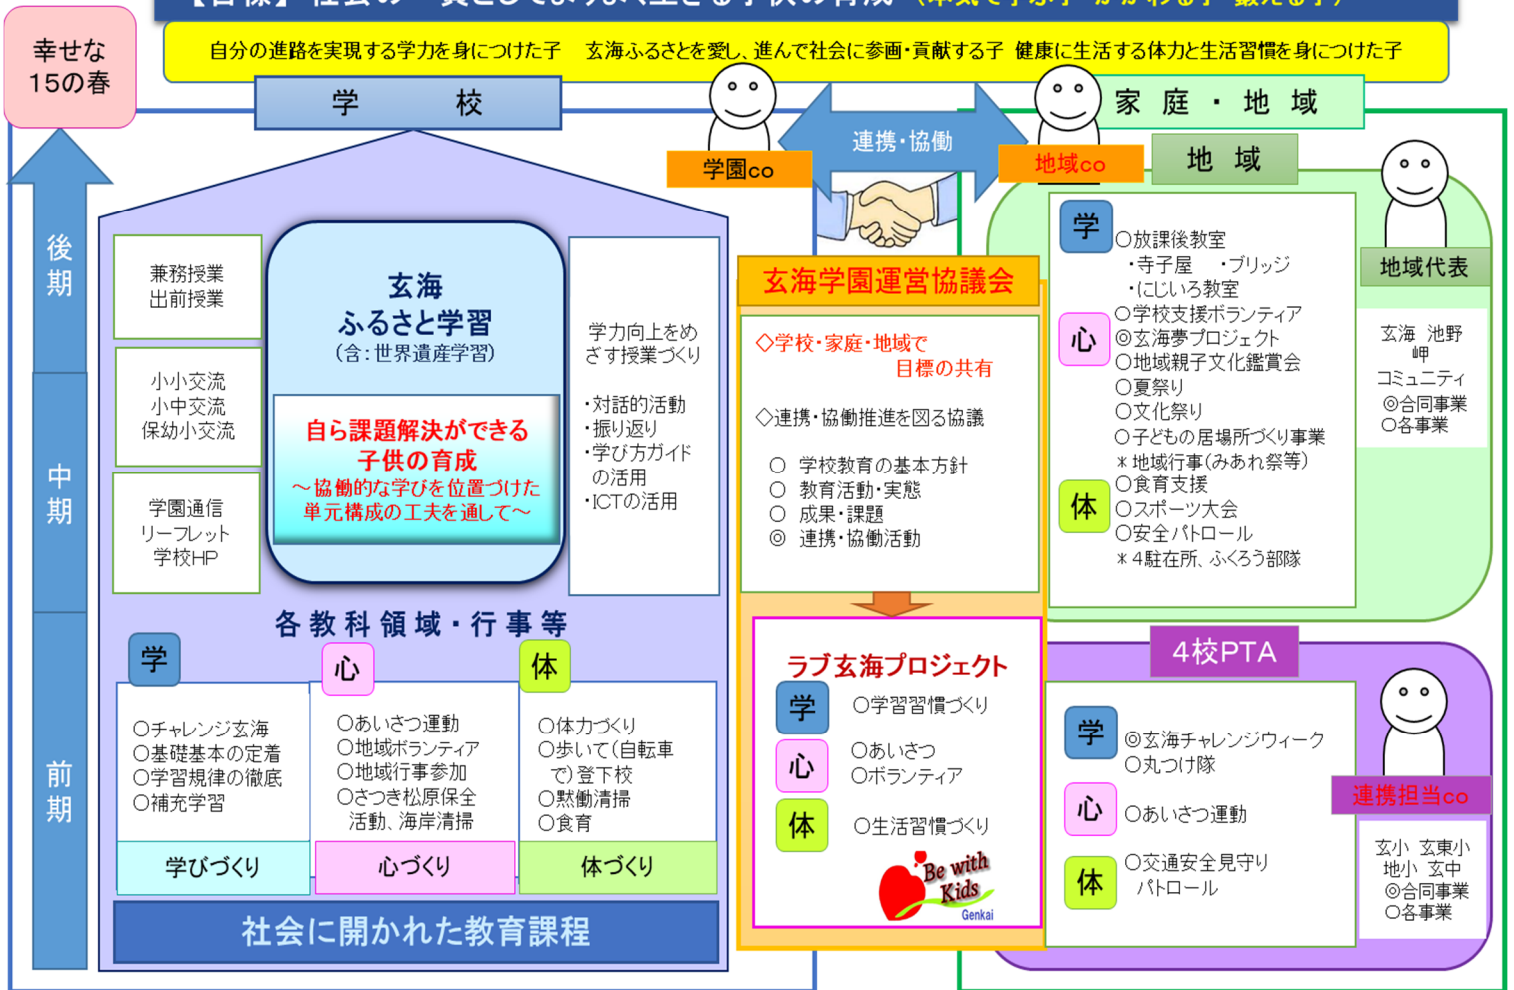 幸せな
15の春
自分の進路を実現する学力を身につけた子　玄海ふるさとを愛し、進んで社会に参画・貢献する子　健康に生活する体力と生活習慣を身につけた子
学　校
学園co
連携・協働
地域co
家 庭 ・ 地 域
地 域
後期
中期
前期
兼務授業
出前授業
小小交流
小中交流
保幼小交流
学園通信
リーフレット
学校HP
玄海
ふるさと学習
（含：世界遺産学習）
自ら課題解決ができる
子供の育成
～協働的な学びを位置づけた
単元構成の工夫を通して～
学力向上をめ
ざす授業づくり
・対話的活動
・振り返り
・学び方ガイド
の活用
・ICTの活用
各教科領域・行事等
学
○チャレンジ玄海
○基礎基本の定着
○学習規律の徹底
○補充学習
学びづくり
心
○あいさつ運動
○地域ボランティア
○地域行事参加
○さつき松原保全
活動、海岸清掃
心づくり
体
○体力づくり
○歩いて（自転車
で）登下校
○黙働清掃
○食育
体づくり
社会に開かれた教育課程
玄海学園運営協議会
◇学校・家庭・地域で
目標の共有
◇連携・協働推進を図る協議
○ 学校教育の基本方針
○ 教育活動・実態
○ 成果・課題
◎ 連携・協働活動
ラブ玄海プロジェクト
学
○学習習慣づくり
心
○あいさつ
○ボランティア
体
○生活習慣づくり
Be with
Kids
Genkai
学
○放課後教室
・寺子屋　・ブリッジ
・にじいろ教室
○学校支援ボランティア
心
◎玄海夢プロジェクト
○地域親子文化鑑賞会
○夏祭り
○文化祭り
○子どもの居場所づくり事業
＊地域行事（みあれ祭等）
体
○食育支援
○スポーツ大会
○安全パトロール
＊４駐在所、ふくろう部隊
地域代表
玄海 池野
岬
コミュニティ
◎合同事業
○各事業
４校PTA
学
◎玄海チャレンジウィーク
○丸つけ隊
心
○あいさつ運動
体
○交通安全見守り
パトロール
連携担当co
玄小 玄東小
地小 玄中
◎合同事業
○各事業